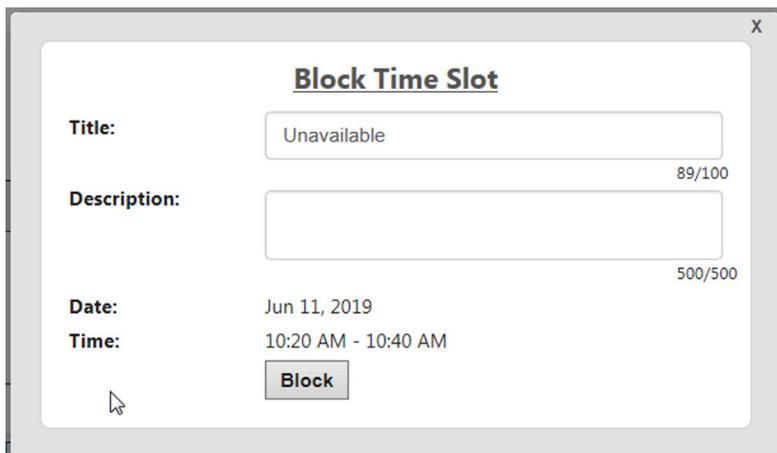 X
Block Time Slot
Title:
Unavailable
89/100
Description:
500/500
Date: Jun 11, 2019
Time: 10:20 AM - 10:40 AM
Block